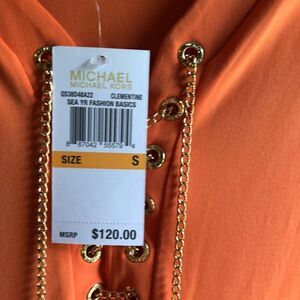 MICHAEL
MICHAEL KORS
QS38D48A22 CLEMENTINE
SEA YR FASHION BASICS
8 87042 55579 4
SIZE S
MSRP $120.00